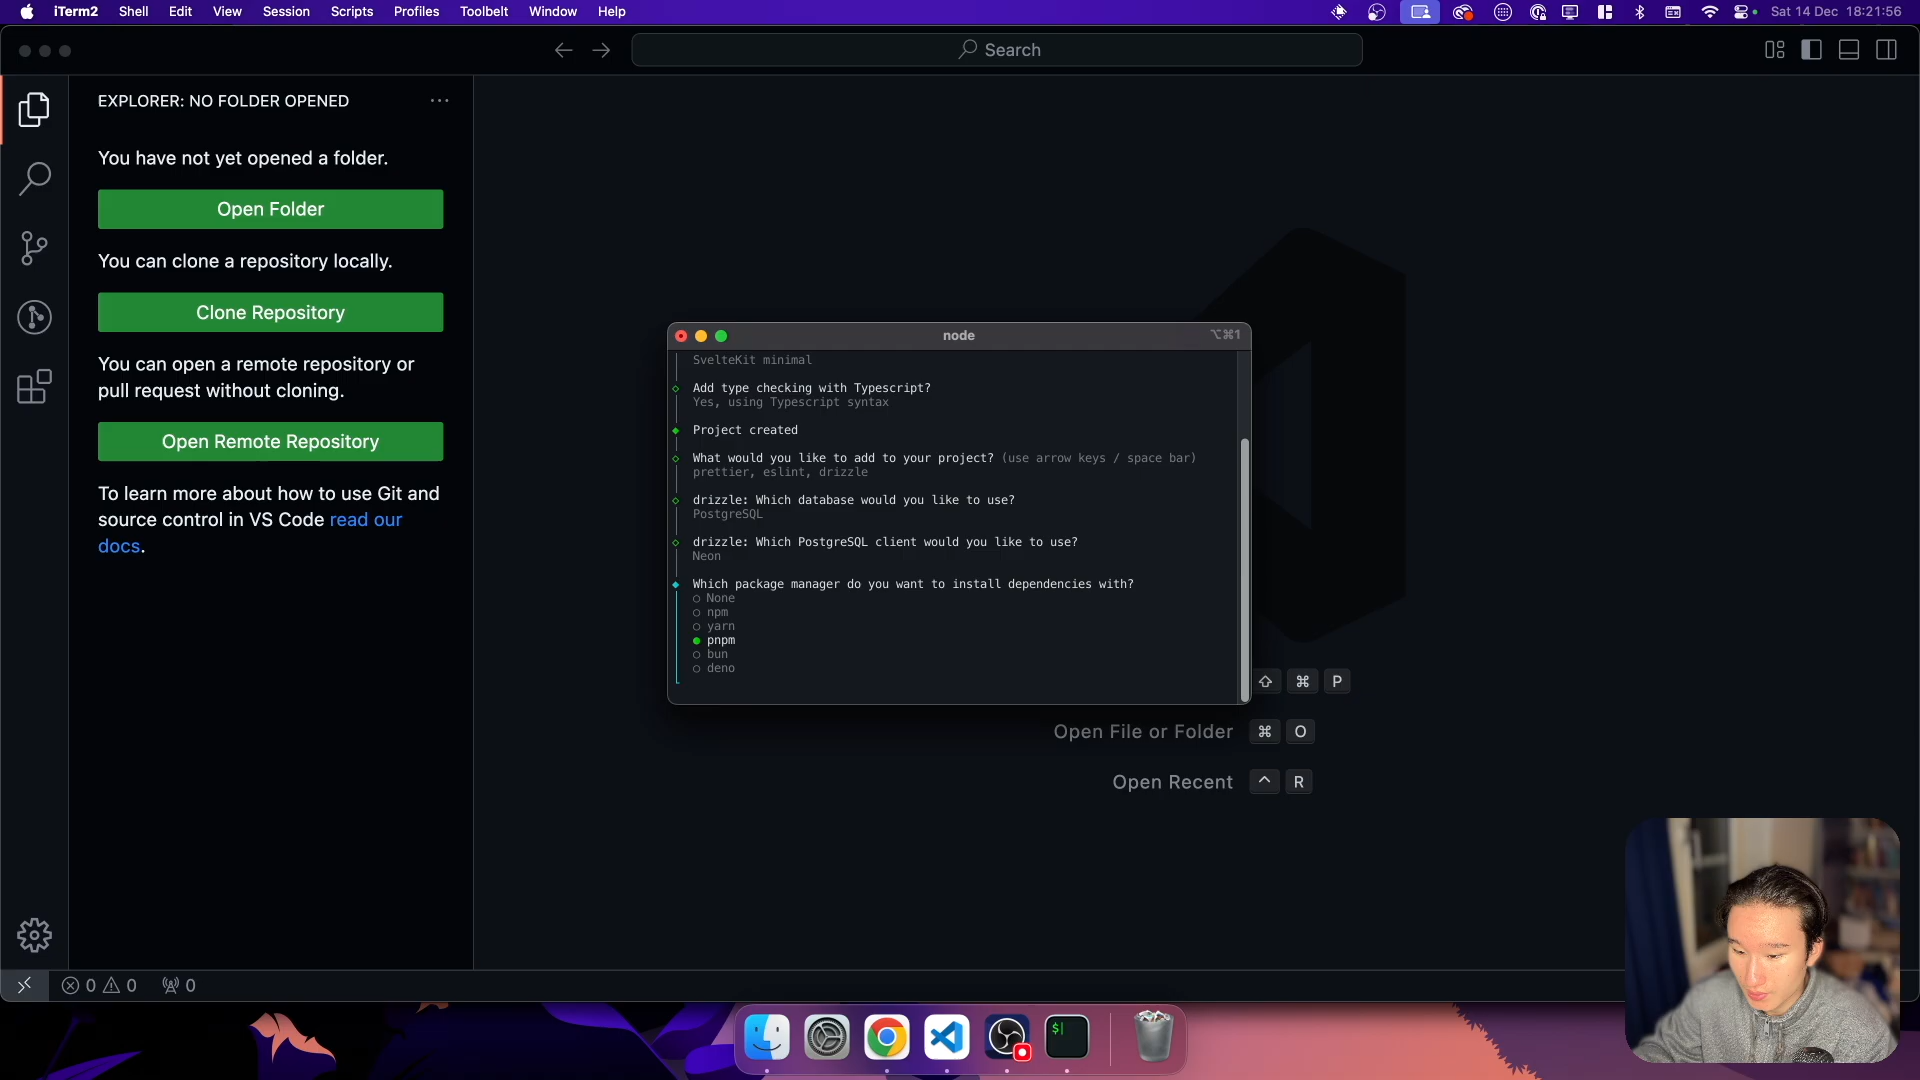 iTerm2 Shell Edit View Session Scripts Profiles Toolbelt Window Help
Sat 14 Dec 18:21:56
Search
EXPLORER: NO FOLDER OPENED
You have not yet opened a folder.
Open Folder
You can clone a repository locally.
Clone Repository
You can open a remote repository or
pull request without cloning.
Open Remote Repository
To learn more about how to use Git and
source control in VS Code read our
docs.
node
⌥⌘1
SvelteKit minimal
Add type checking with Typescript?
Yes, using Typescript syntax
Project created
What would you like to add to your project? (use arrow keys / space bar)
prettier, eslint, drizzle
drizzle: Which database would you like to use?
PostgreSQL
drizzle: Which PostgreSQL client would you like to use?
Neon
Which package manager do you want to install dependencies with?
None
npm
yarn
pnpm
bun
deno
⇧ ⌘ P
Open File or Folder ⌘ O
Open Recent ^ R
0 0 0
$